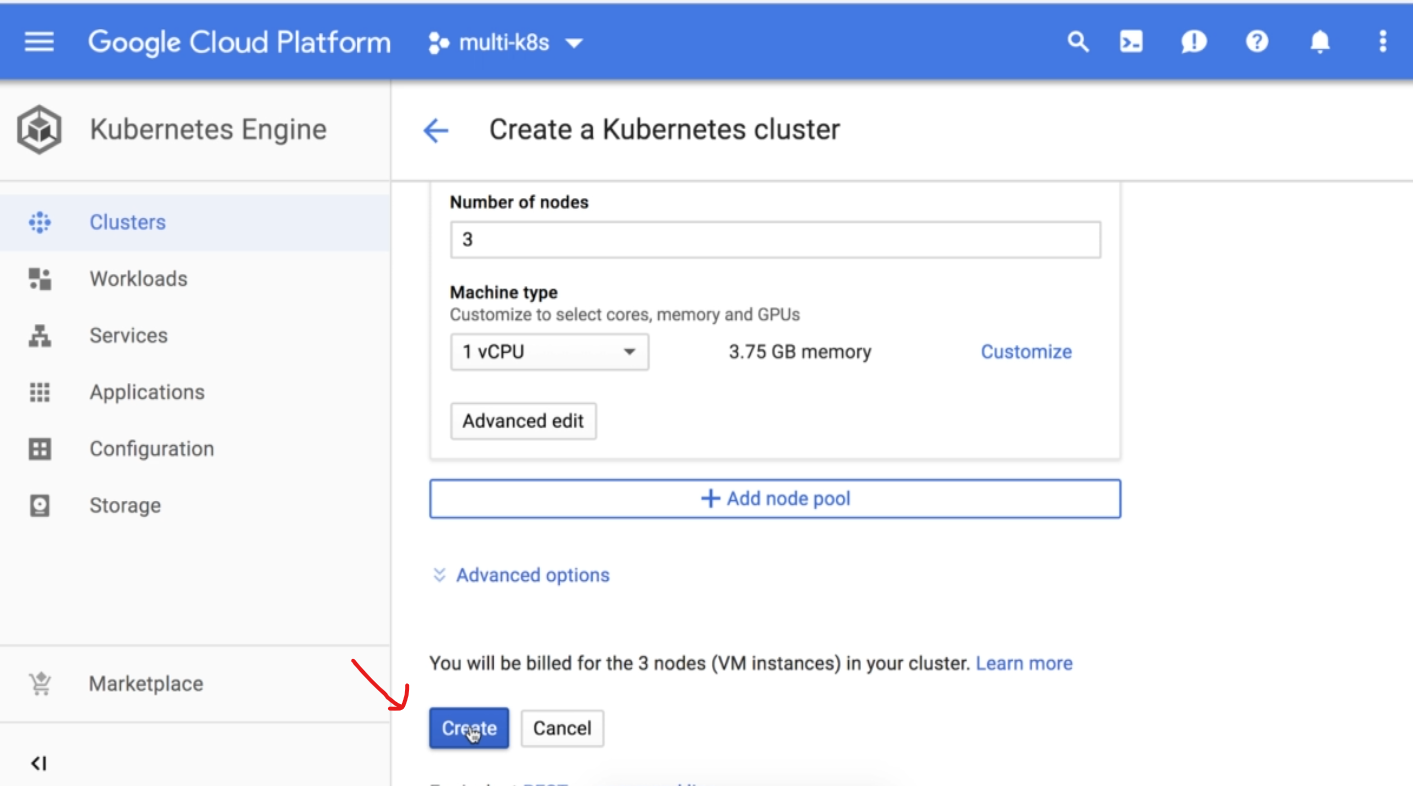 Google Cloud Platform
multi-k8s
Kubernetes Engine
Create a Kubernetes cluster
Clusters
Workloads
Services
Applications
Configuration
Storage
Marketplace
Number of nodes
3
Machine type
Customize to select cores, memory and GPUs
1 vCPU 3.75 GB memory Customize
Advanced edit
Add node pool
Advanced options
You will be billed for the 3 nodes (VM instances) in your cluster. Learn more
Create Cancel